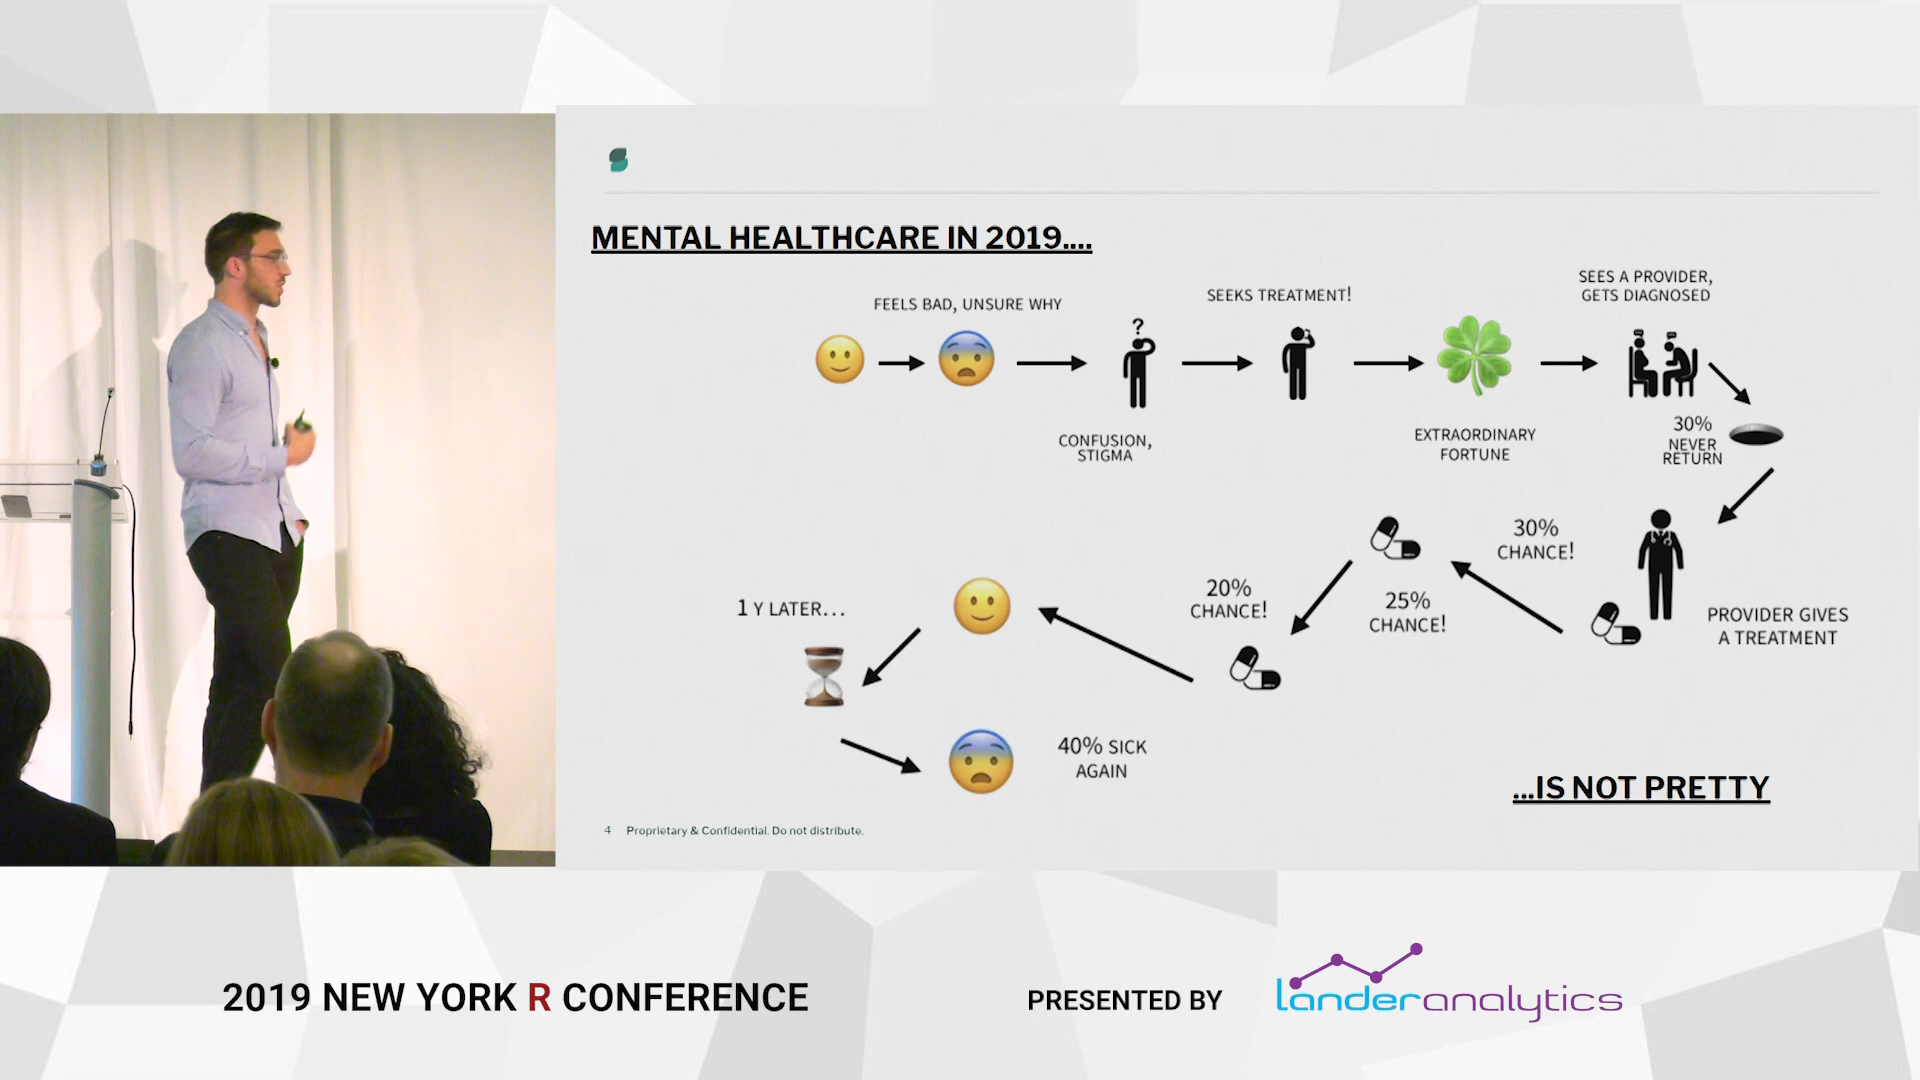 MENTAL HEALTHCARE IN 2019....
FEELS BAD, UNSURE WHY
?
CONFUSION,
STIGMA
SEEKS TREATMENT!
EXTRAORDINARY
FORTUNE
SEES A PROVIDER,
GETS DIAGNOSED
30%
NEVER
RETURN
PROVIDER GIVES
A TREATMENT
30%
CHANCE!
25%
CHANCE!
20%
CHANCE!
1 Y LATER...
40% SICK
AGAIN
...IS NOT PRETTY
4 Proprietary & Confidential. Do not distribute.
2019 NEW YORK R CONFERENCE
PRESENTED BY
landeranalytics